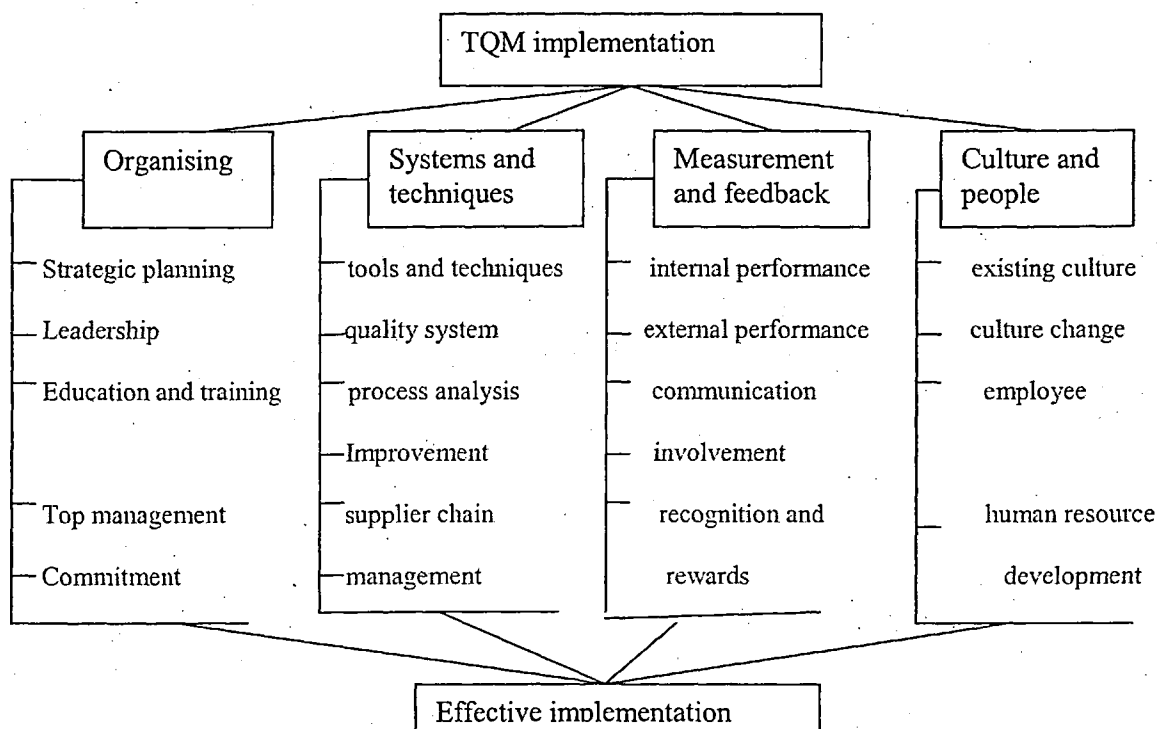 TQM implementation
Organising
Systems and
techniques
Measurement
and feedback
Culture and
people
Strategic planning
Leadership
Education and training
Top management
Commitment
tools and techniques
quality system
process analysis
Improvement
supplier chain
management
internal performance
external performance
communication
involvement
recognition and
rewards
existing culture
culture change
employee
human resource
development
Effective implementation